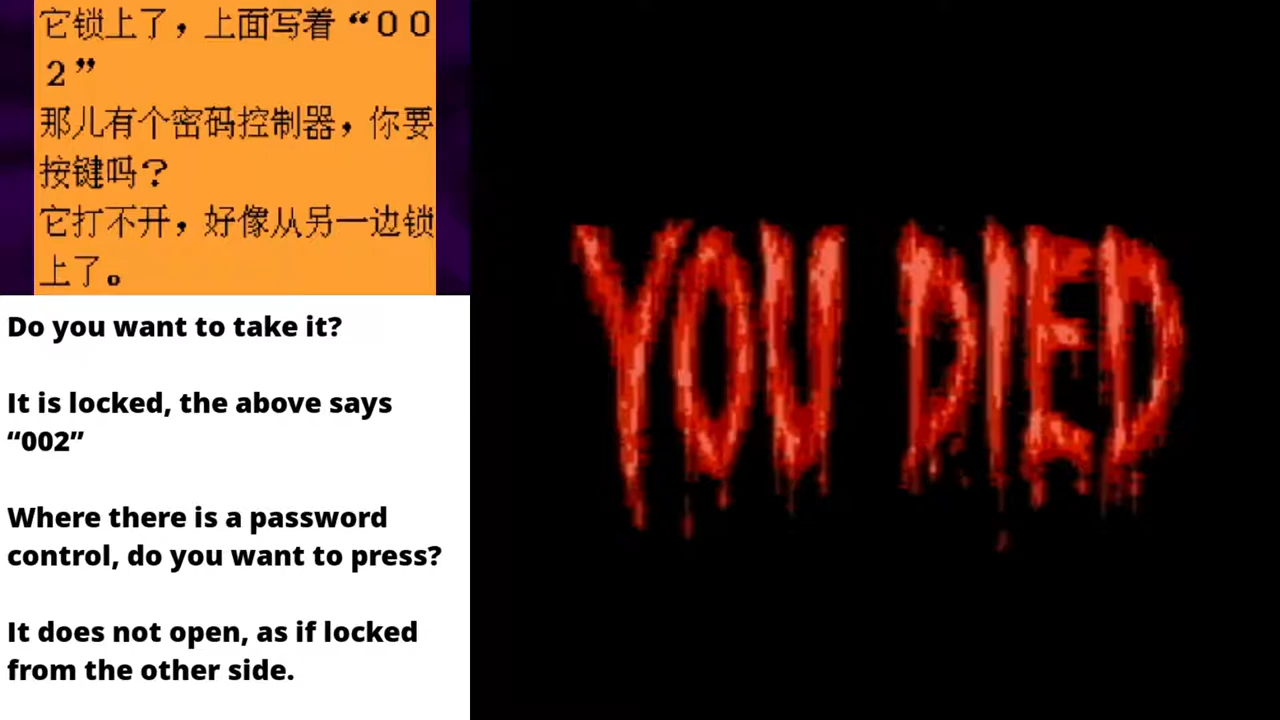 它锁上了，上面写着“００
２”
那儿有个密码控制器，你要
按键吗？
它打不开，好像从另一边锁
上了。
Do you want to take it?
It is locked, the above says
“002”
Where there is a password
control, do you want to press?
It does not open, as if locked
from the other side.
YOU DIED